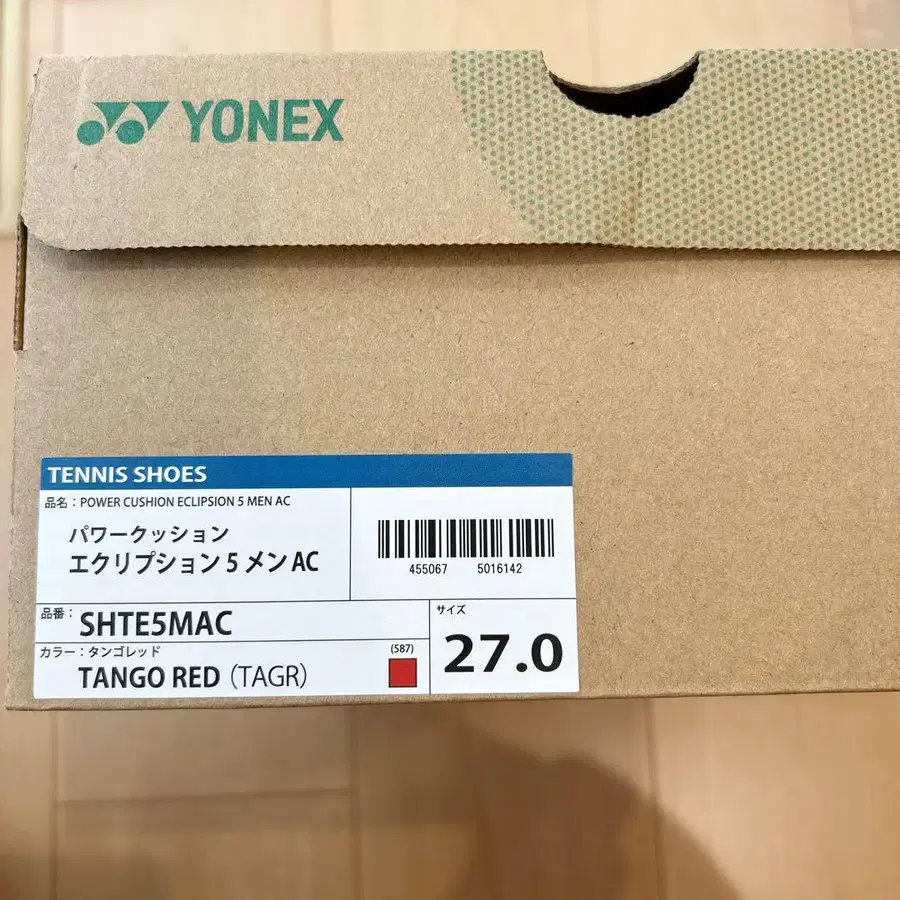 YONEX
TENNIS SHOES
品名：POWER CUSHION ECLIPSION 5 MEN AC
パワークッション
エクリプション 5 メン AC
455067 5016142
品番：SHTE5MAC
カラー：タンゴレッド
(587)
TANGO RED（TAGR）
サイズ
27.0